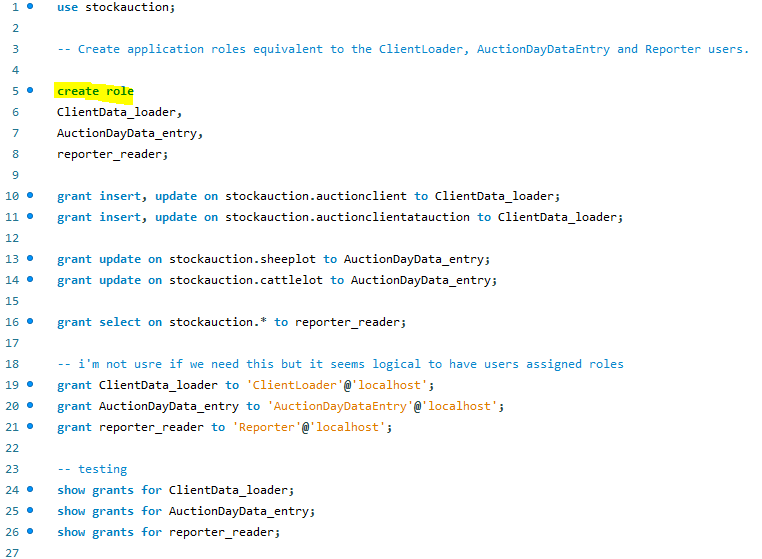 1 use stockauction;
2
3 -- Create application roles equivalent to the ClientLoader, AuctionDayDataEntry and Reporter users.
4
5 create role
6 ClientData_loader,
7 AuctionDayData_entry,
8 reporter_reader;
9
10 grant insert, update on stockauction.auctionclient to ClientData_loader;
11 grant insert, update on stockauction.auctionclientatauction to ClientData_loader;
12
13 grant update on stockauction.sheeplot to AuctionDayData_entry;
14 grant update on stockauction.cattlelot to AuctionDayData_entry;
15
16 grant select on stockauction.* to reporter_reader;
17
18 -- i'm not usre if we need this but it seems logical to have users assigned roles
19 grant ClientData_loader to 'ClientLoader'@'localhost';
20 grant AuctionDayData_entry to 'AuctionDayDataEntry'@'localhost';
21 grant reporter_reader to 'Reporter'@'localhost';
22
23 -- testing
24 show grants for ClientData_loader;
25 show grants for AuctionDayData_entry;
26 show grants for reporter_reader;
27